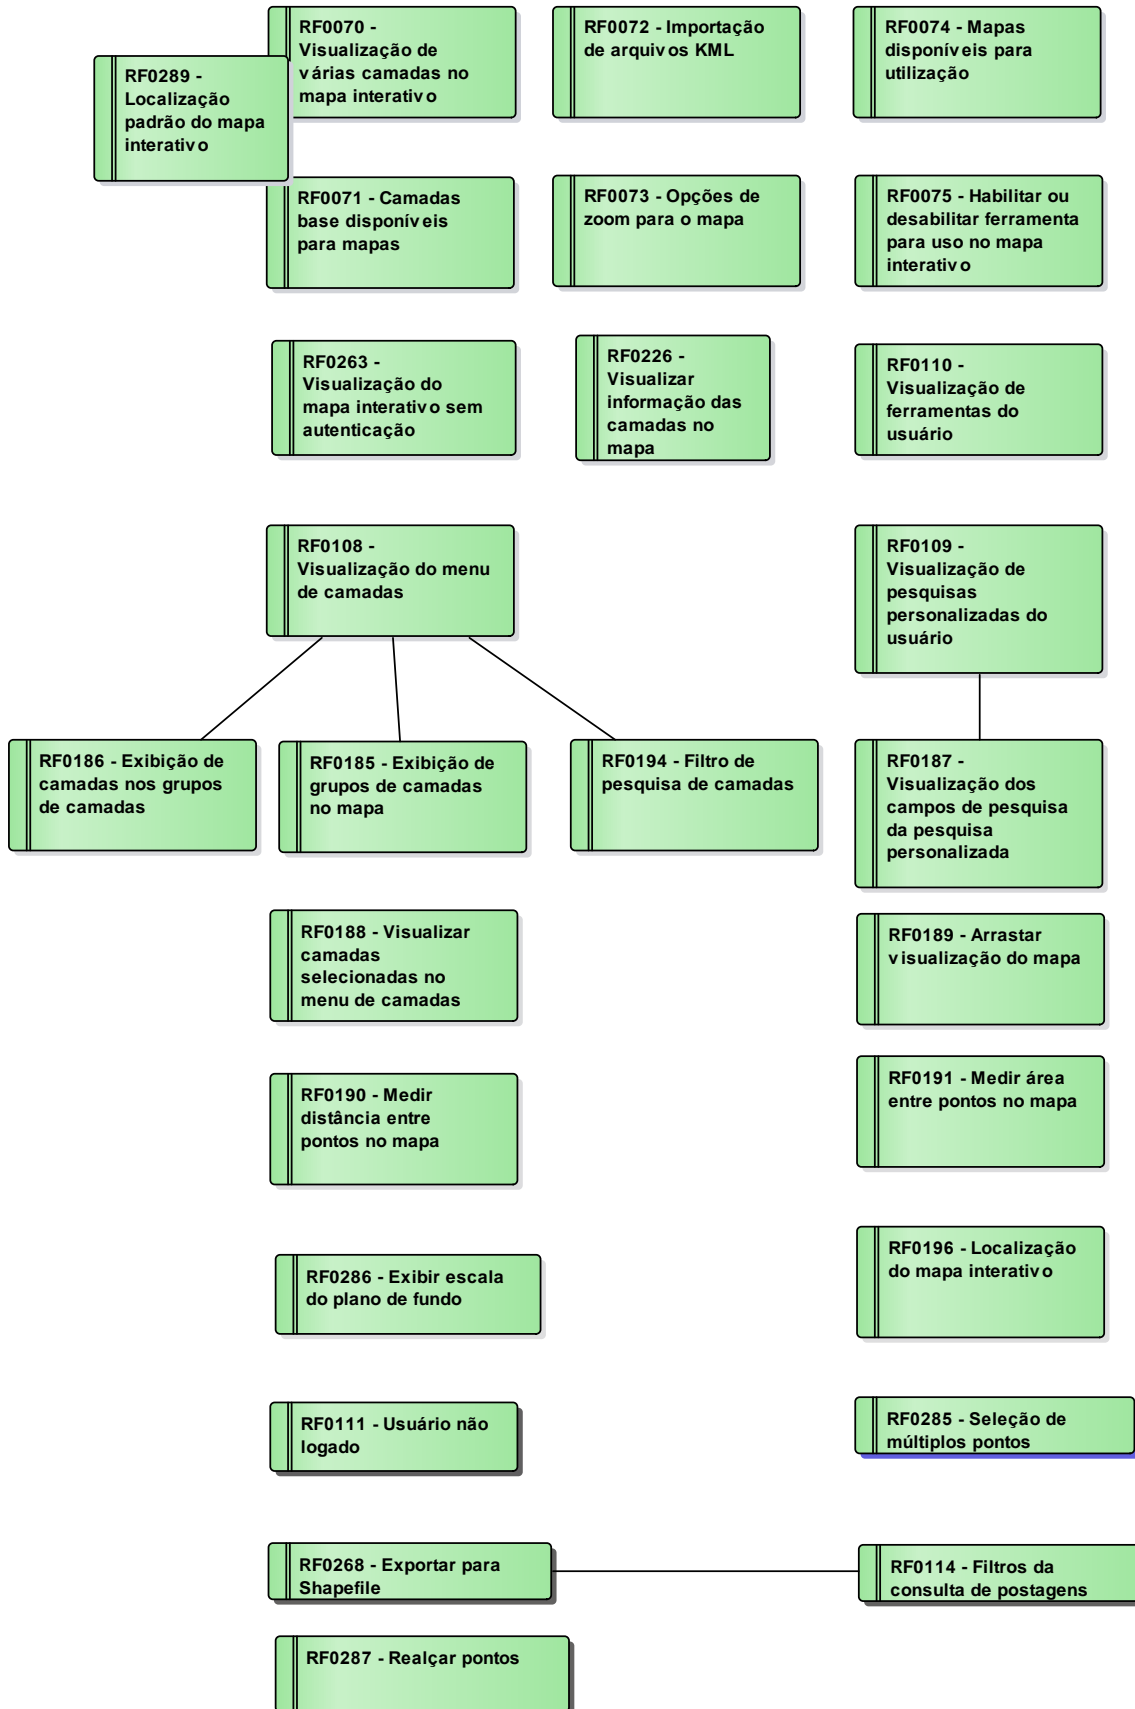 RF0070 -
Visualização de
várias camadas no
mapa interativo
RF0072 - Importação
de arquivos KML
RF0074 - Mapas
disponíveis para
utilização
RF0289 -
Localização
padrão do mapa
interativo
RF0071 - Camadas
base disponíveis
para mapas
RF0073 - Opções de
zoom para o mapa
RF0075 - Habilitar ou
desabilitar ferramenta
para uso no mapa
interativo
RF0263 -
Visualização do
mapa interativo sem
autenticação
RF0226 -
Visualizar
informação das
camadas no
mapa
RF0110 -
Visualização de
ferramentas do
usuário
RF0108 -
Visualização do menu
de camadas
RF0109 -
Visualização de
pesquisas
personalizadas do
usuário
RF0186 - Exibição de
camadas nos grupos
de camadas
RF0185 - Exibição de
grupos de camadas
no mapa
RF0194 - Filtro de
pesquisa de camadas
RF0187 -
Visualização dos
campos de pesquisa
da pesquisa
personalizada
RF0188 - Visualizar
camadas
selecionadas no
menu de camadas
RF0189 - Arrastar
visualização do mapa
RF0190 - Medir
distância entre
pontos no mapa
RF0191 - Medir área
entre pontos no mapa
RF0286 - Exibir escala
do plano de fundo
RF0196 - Localização
do mapa interativo
RF0111 - Usuário não
logado
RF0285 - Seleção de
múltiplos pontos
RF0268 - Exportar para
Shapefile
RF0114 - Filtros da
consulta de postagens
RF0287 - Realçar pontos